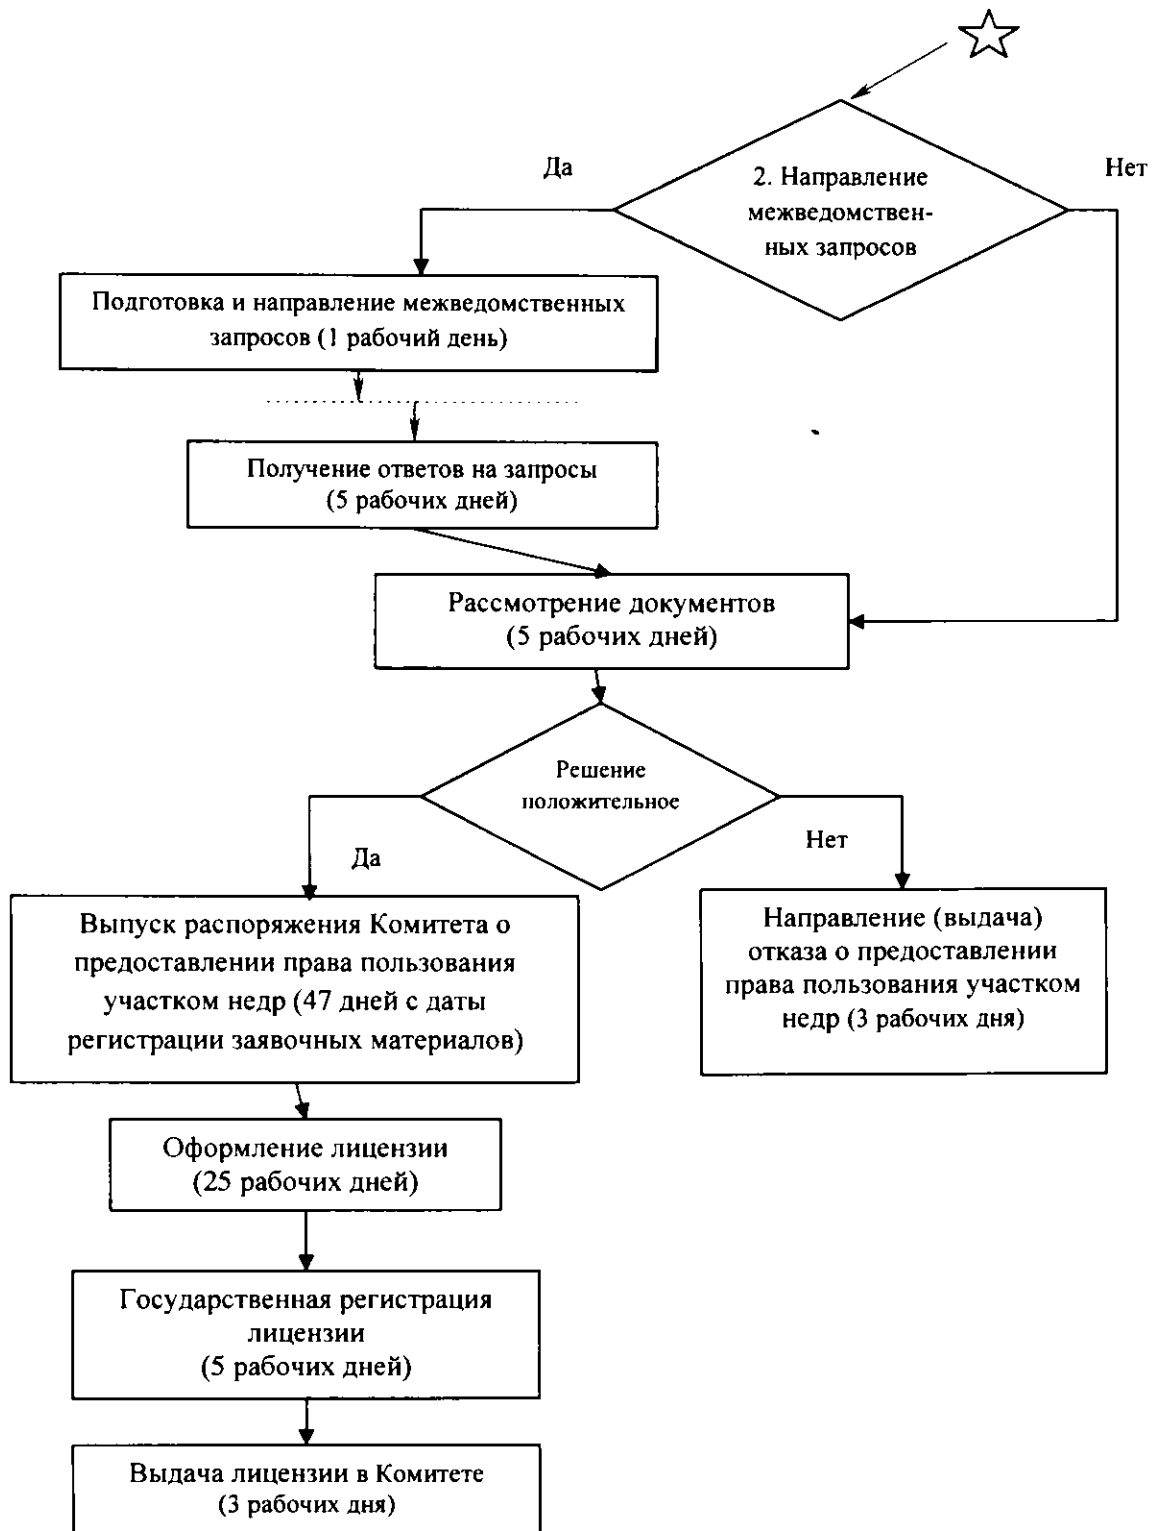 Да
Нет
2. Направление
межведомствен-
ных запросов
Подготовка и направление межведомственных
запросов (1 рабочий день)
Получение ответов на запросы
(5 рабочих дней)
Рассмотрение документов
(5 рабочих дней)
Решение
положительное
Да
Нет
Выпуск распоряжения Комитета о
предоставлении права пользования
участком недр (47 дней с даты
регистрации заявочных материалов)
Направление (выдача)
отказа о предоставлении
права пользования участком
недр (3 рабочих дня)
Оформление лицензии
(25 рабочих дней)
Государственная регистрация
лицензии
(5 рабочих дней)
Выдача лицензии в Комитете
(3 рабочих дня)